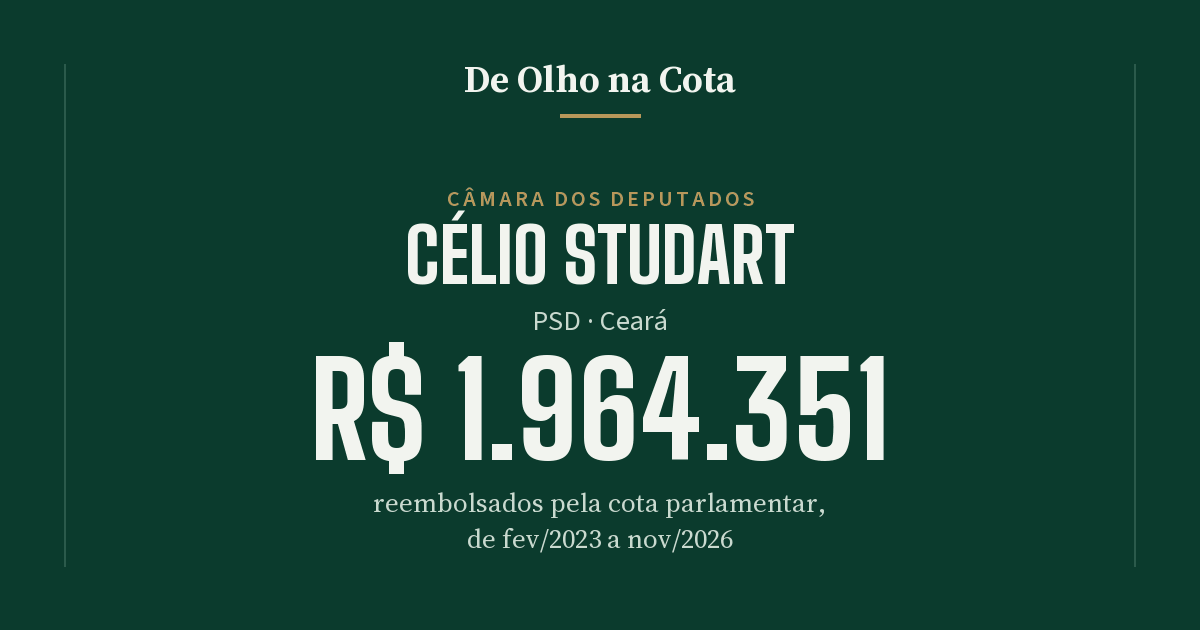 De Olho na Cota
CÂMARA DOS DEPUTADOS
CÉLIO STUDART
PSD · Ceará
R$ 1.964.351
reembolsados pela cota parlamentar,
de fev/2023 a nov/2026